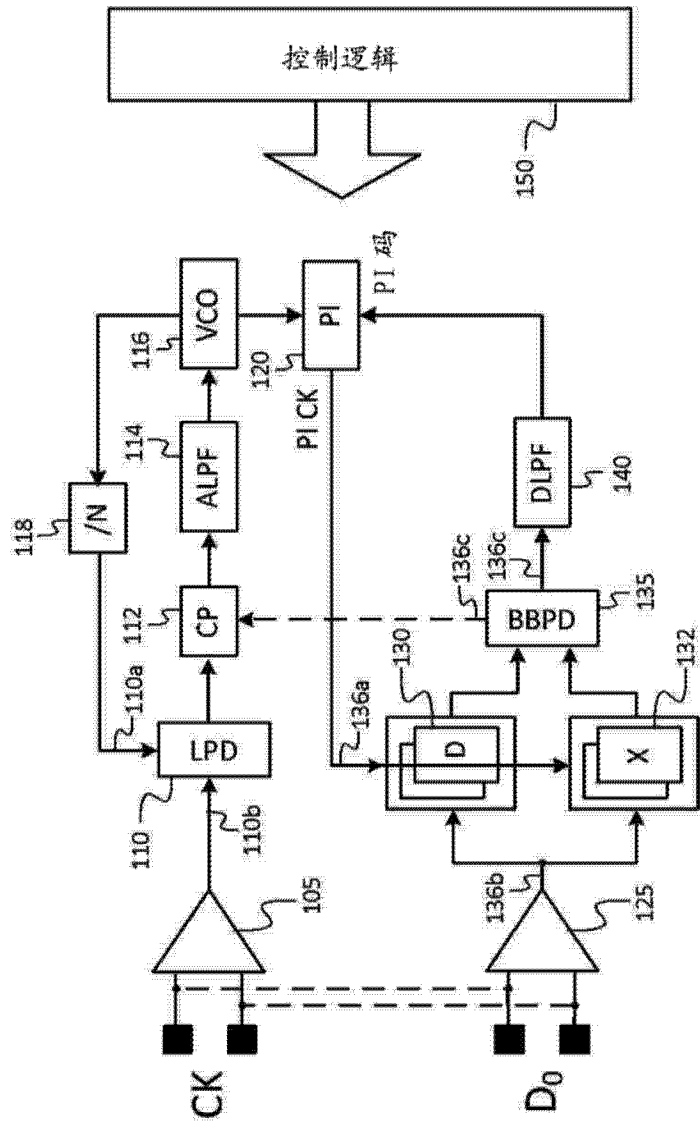 控制逻辑
150
118
/N
110a
110
LPD
110b
105
CK
112
CP
114
ALPF
116
VCO
120
PI
PI CK
PI 码
136a
136c
136c
130
D
132
X
135
BBPD
140
DLPF
136b
125
D₀